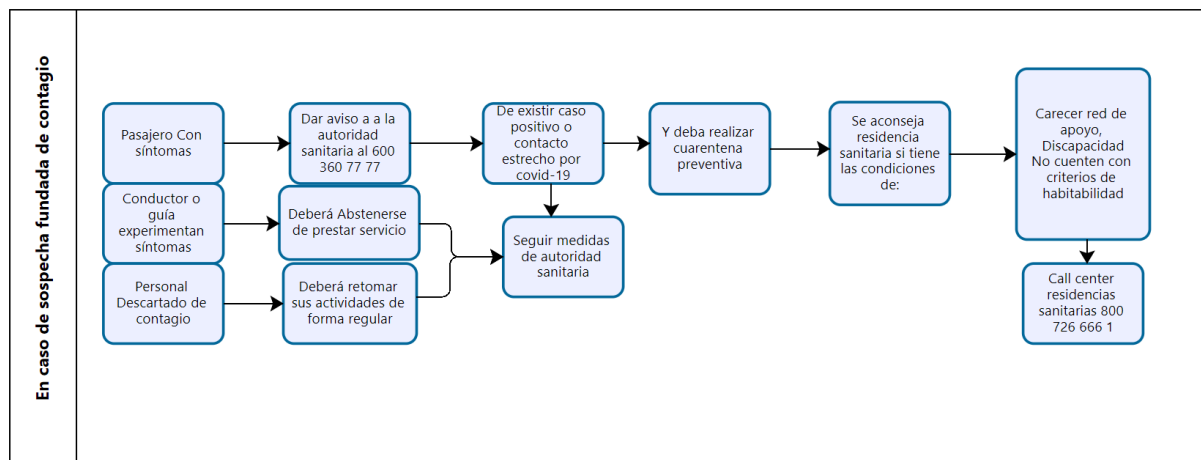 En caso de sospecha fundada de contagio
Pasajero Con
síntomas
Dar aviso a a la
autoridad
sanitaria al 600
360 77 77
De existir caso
positivo o
contacto
estrecho por
covid-19
Y deba realizar
cuarentena
preventiva
Se aconseja
residencia
sanitaria si tiene
las condiciones
de:
Carecer red de
apoyo,
Discapacidad
No cuenten con
criterios de
habitabilidad
Conductor o
guía
experimentan
síntomas
Deberá Abstenerse
de prestar servicio
Seguir medidas
de autoridad
sanitaria
Personal
Descartado de
contagio
Deberá retomar
sus actividades de
forma regular
Call center
residencias
sanitarias 800
726 666 1